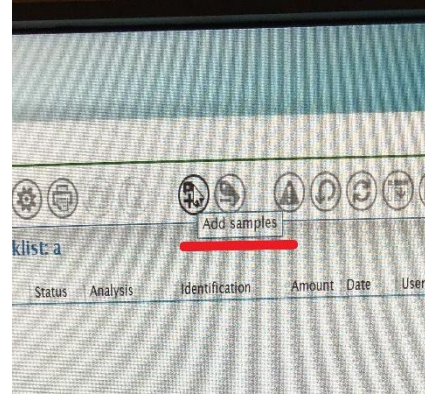 Add samples
klist: a
Status Analysis Identification Amount Date User